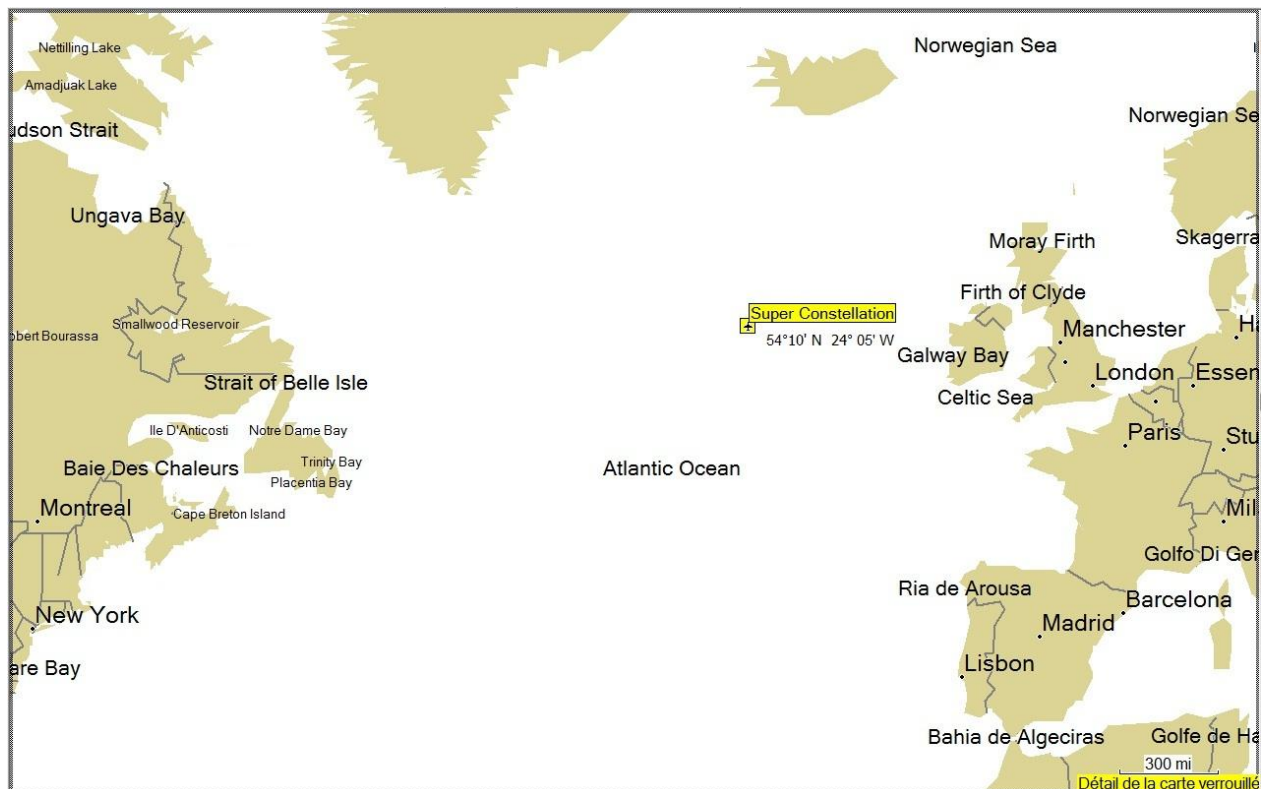 Nettilling Lake
Norwegian Sea
Amadjuak Lake
Norwegian Se
udson Strait
Ungava Bay
Moray Firth
Skagerra
Firth of Clyde
Super Constellation
Smallwood Reservoir
obert Bourassa
54°10' N 24° 05' W
Manchester
Ha
Galway Bay
London
Essen
Strait of Belle Isle
Celtic Sea
Ile D'Anticosti
Notre Dame Bay
Paris
Stu
Trinity Bay
Baie Des Chaleurs
Atlantic Ocean
Placentia Bay
Montreal
Cape Breton Island
Mil
Golfo Di Ger
Ria de Arousa
Barcelona
New York
Madrid
are Bay
Lisbon
Bahia de Algeciras
Golfe de Ha
300 mi
Détail de la carte verrouillé